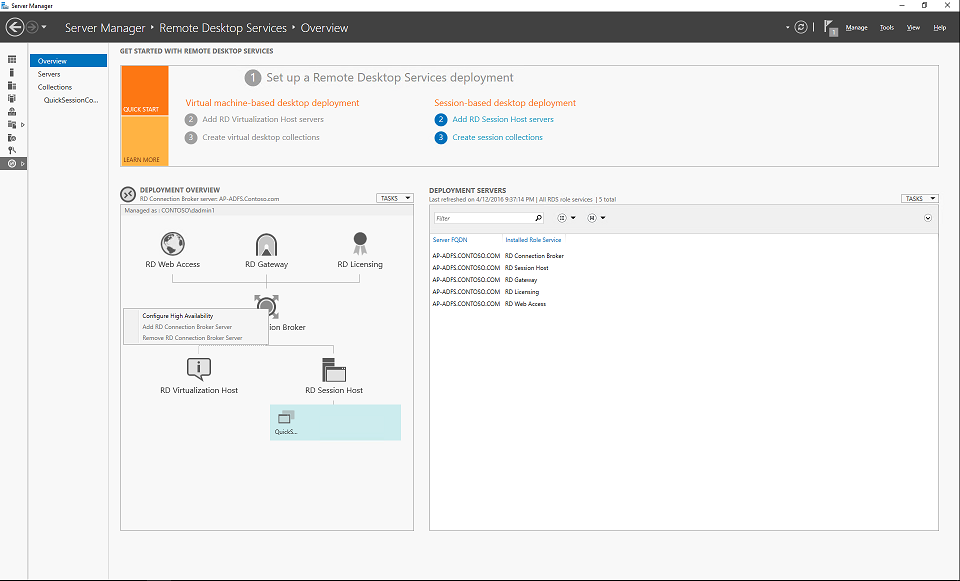 Server Manager
Server Manager • Remote Desktop Services • Overview
1
Manage Tools View Help
Overview
Servers
Collections
QuickSessionCo...
GET STARTED WITH REMOTE DESKTOP SERVICES
QUICK START
LEARN MORE
1 Set up a Remote Desktop Services deployment
Virtual machine-based desktop deployment
2 Add RD Virtualization Host servers
3 Create virtual desktop collections
Session-based desktop deployment
2 Add RD Session Host servers
3 Create session collections
DEPLOYMENT OVERVIEW
RD Connection Broker server: AP-ADFS.Contoso.com
TASKS
Managed as : CONTOSO\dadmin1
RD Web Access
RD Gateway
RD Licensing
ion Broker
Configure High Availability
Add RD Connection Broker Server
Remove RD Connection Broker Server
RD Virtualization Host
RD Session Host
QuickS...
DEPLOYMENT SERVERS
Last refreshed on 4/12/2016 9:37:14 PM | All RDS role services | 5 total
TASKS
Filter
Server FQDN Installed Role Service
AP-ADFS.CONTOSO.COM RD Connection Broker
AP-ADFS.CONTOSO.COM RD Session Host
AP-ADFS.CONTOSO.COM RD Gateway
AP-ADFS.CONTOSO.COM RD Licensing
AP-ADFS.CONTOSO.COM RD Web Access